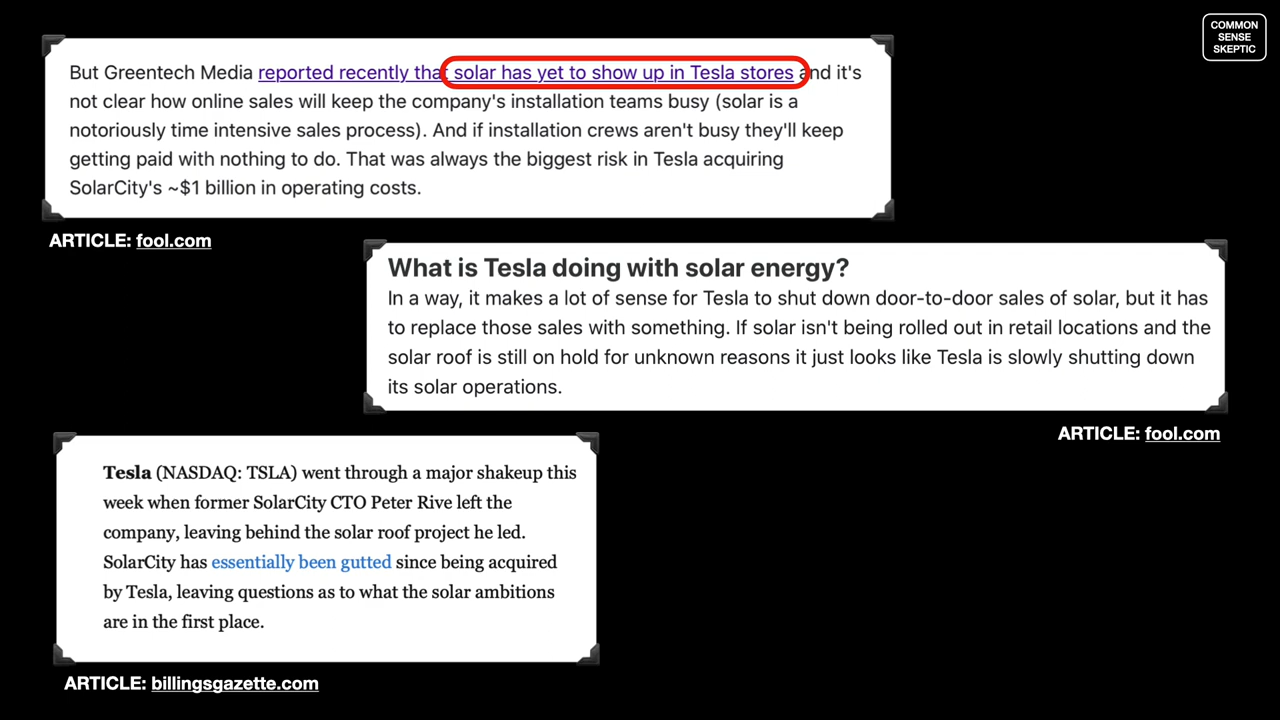 COMMON
SENSE
SKEPTIC
But Greentech Media reported recently that solar has yet to show up in Tesla stores and it's
not clear how online sales will keep the company's installation teams busy (solar is a
notoriously time intensive sales process). And if installation crews aren't busy they'll keep
getting paid with nothing to do. That was always the biggest risk in Tesla acquiring
SolarCity's ~$1 billion in operating costs.
ARTICLE: fool.com
What is Tesla doing with solar energy?
In a way, it makes a lot of sense for Tesla to shut down door-to-door sales of solar, but it has
to replace those sales with something. If solar isn't being rolled out in retail locations and the
solar roof is still on hold for unknown reasons it just looks like Tesla is slowly shutting down
its solar operations.
ARTICLE: fool.com
Tesla (NASDAQ: TSLA) went through a major shakeup this
week when former SolarCity CTO Peter Rive left the
company, leaving behind the solar roof project he led.
SolarCity has essentially been gutted since being acquired
by Tesla, leaving questions as to what the solar ambitions
are in the first place.
ARTICLE: billingsgazette.com